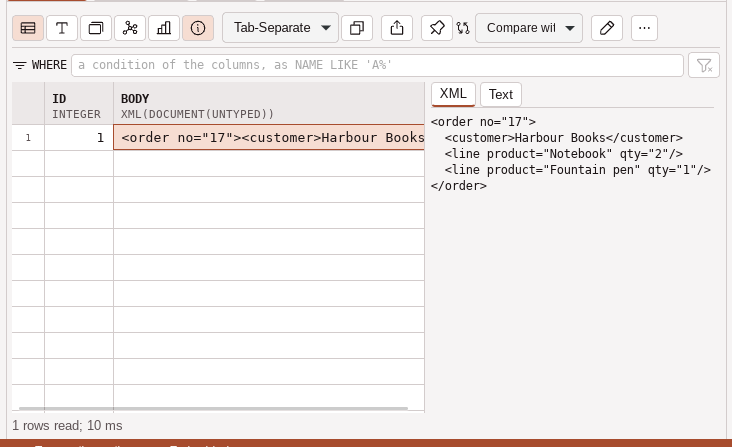 Tab-Separate
Compare wit
WHERE a condition of the columns, as NAME LIKE 'A%'
ID BODY
INTEGER XML(DOCUMENT(UNTYPED))
1 1 <order no="17"><customer>Harbour Books
XML Text
<order no="17">
<customer>Harbour Books</customer>
<line product="Notebook" qty="2"/>
<line product="Fountain pen" qty="1"/>
</order>
1 rows read; 10 ms